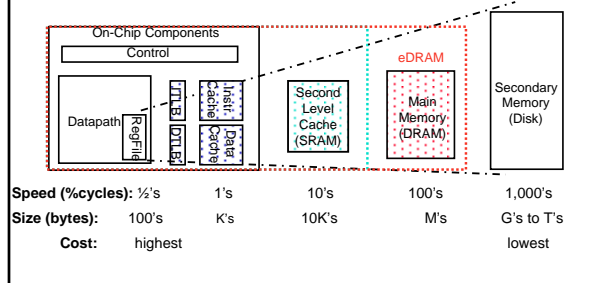 On-Chip Components
Control
eDRAM
Datapath
RegFile
ITLB
DTLB
Instr
Cache
Data
Cache
Second
Level
Cache
(SRAM)
Main
Memory
(DRAM)
Secondary
Memory
(Disk)
Speed (%cycles): ½'s 1's 10's 100's 1,000's
Size (bytes): 100's K's 10K's M's G's to T's
Cost: highest lowest